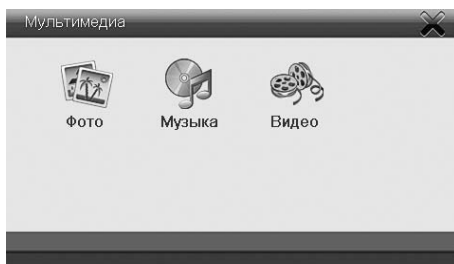 Мультимедиа
Фото
Музыка
Видео